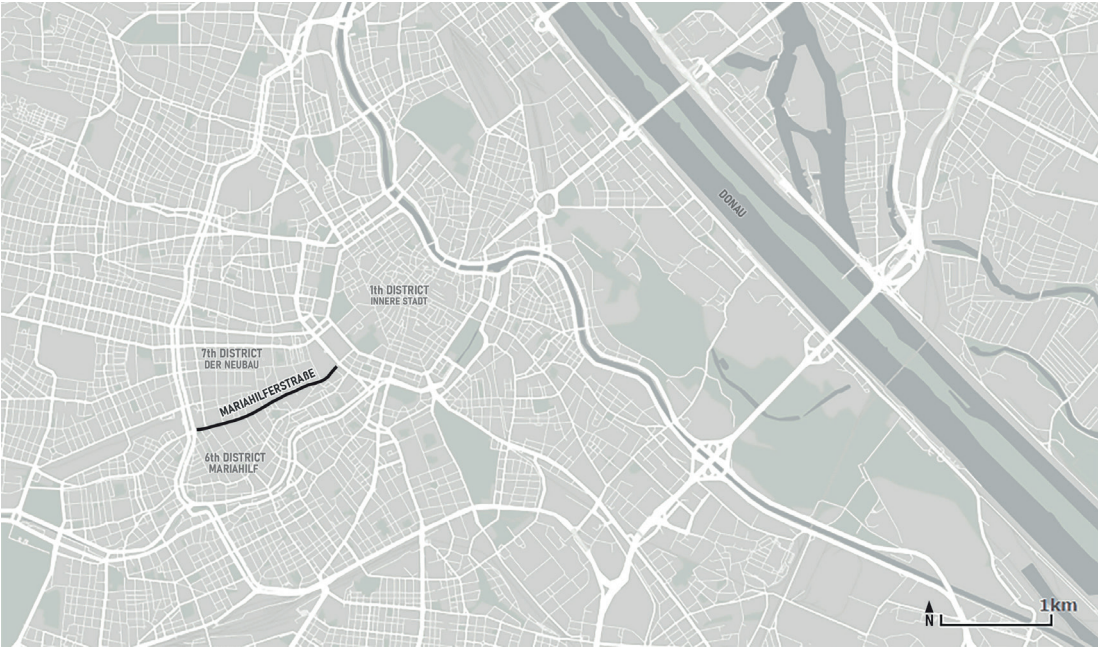 DONAU
1th DISTRICT
INNERE STADT
7th DISTRICT
DER NEUBAU
MARIAHILFERSTRAßE
6th DISTRICT
MARIAHILF
1km
N